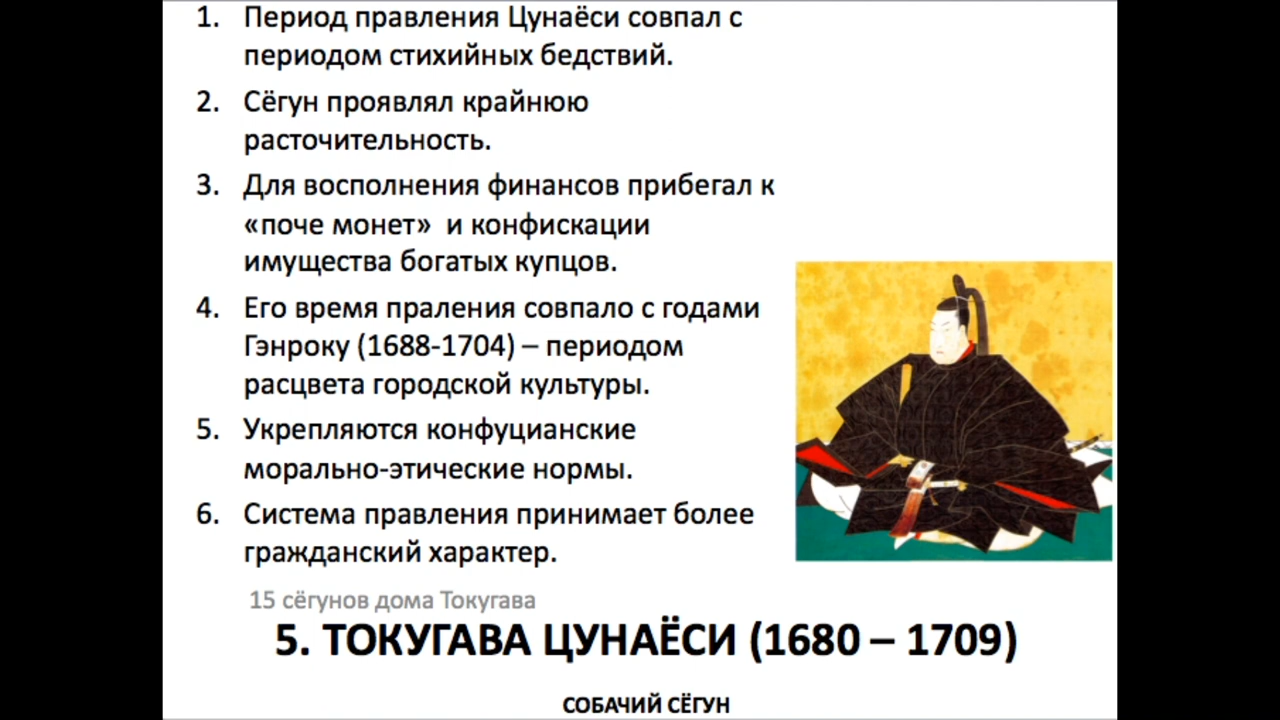 1. Период правления Цунаёси совпал с
периодом стихийных бедствий.
2. Сёгун проявлял крайнюю
расточительность.
3. Для восполнения финансов прибегал к
«поче монет» и конфискации
имущества богатых купцов.
4. Его время праления совпало с годами
Гэнроку (1688-1704) – периодом
расцвета городской культуры.
5. Укрепляются конфуцианские
морально-этические нормы.
6. Система правления принимает более
гражданский характер.
15 сёгунов дома Токугава
5. ТОКУГАВА ЦУНАЁСИ (1680 – 1709)
СОБАЧИЙ СЁГУН